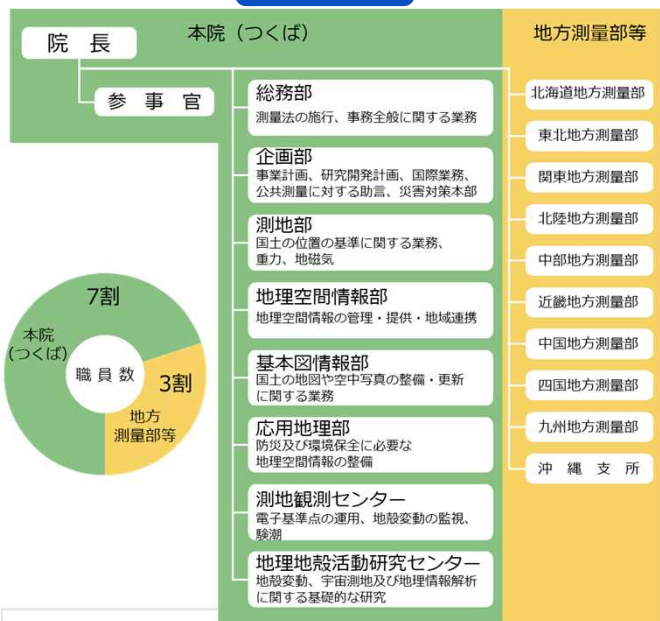 院長
本院（つくば）
地方測量部等
参事官
総務部
測量法の施行、事務全般に関する業務
企画部
事業計画、研究開発計画、国際業務、
公共測量に対する助言、災害対策本部
測地部
国土の位置の基準に関する業務、
重力、地磁気
地理空間情報部
地理空間情報の管理・提供・地域連携
基本図情報部
国土の地図や空中写真の整備・更新
に関する業務
応用地理部
防災及び環境保全に必要な
地理空間情報の整備
測地観測センター
電子基準点の運用、地殻変動の監視、
験潮
地理地殻活動研究センター
地殻変動、宇宙測地及び地理情報解析
に関する基礎的な研究
北海道地方測量部
東北地方測量部
関東地方測量部
北陸地方測量部
中部地方測量部
近畿地方測量部
中国地方測量部
四国地方測量部
九州地方測量部
沖縄支所
7割
本院
(つくば)
職員数
3割
地方
測量部等